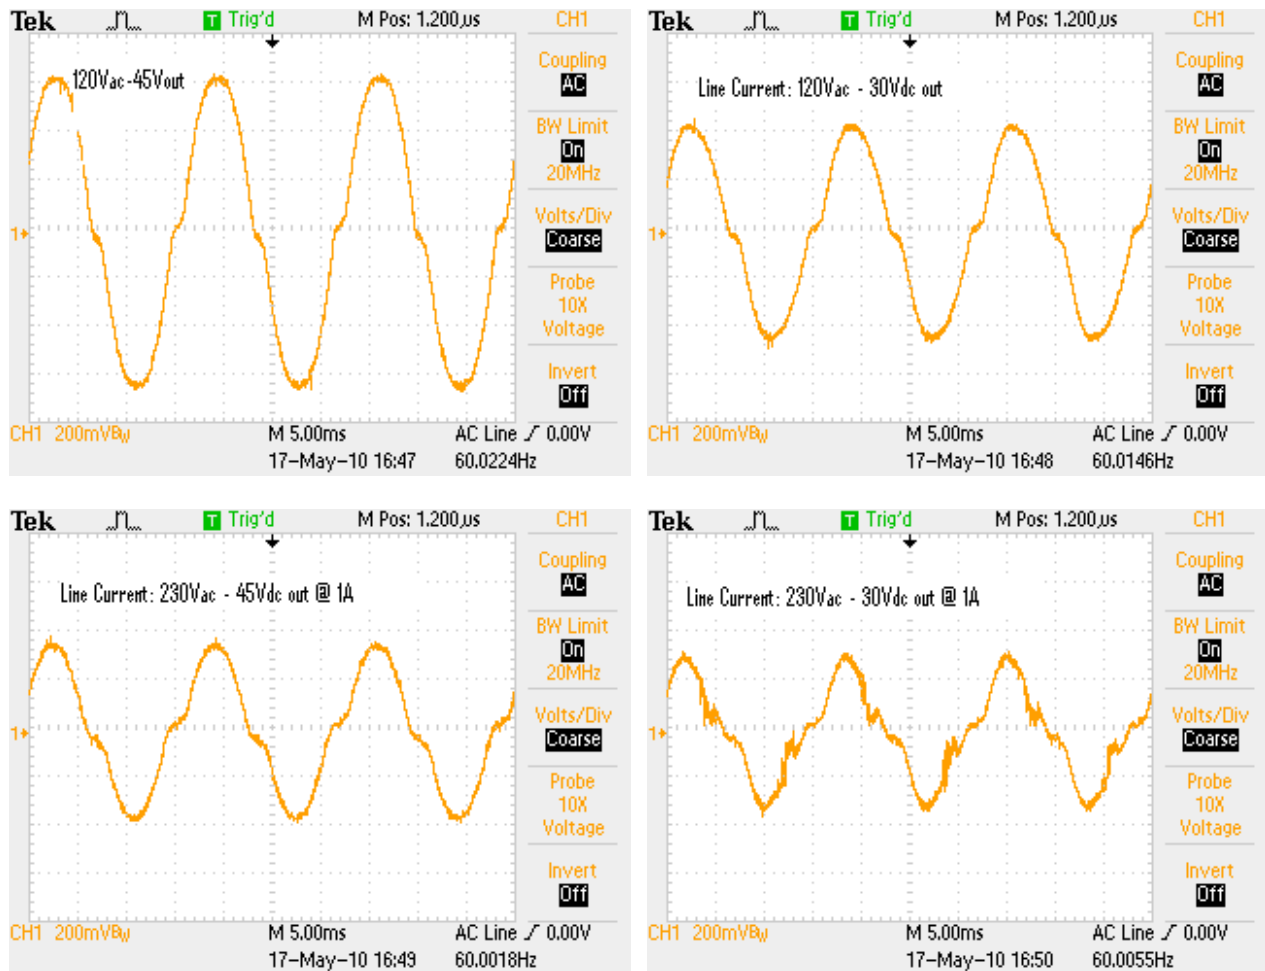 Tek T Trig'd M Pos: 1.200µs CH1
120Vac-45Vout
Coupling
AC
BW Limit
On
20MHz
Volts/Div
Coarse
Probe
10X
Voltage
Invert
Off
1
CH1 200mVBW M 5.00ms AC Line 0.00V
17-May-10 16:47 60.0224Hz
Tek T Trig'd M Pos: 1.200µs CH1
Line Current: 120Vac - 30Vdc out
Coupling
AC
BW Limit
On
20MHz
Volts/Div
Coarse
Probe
10X
Voltage
Invert
Off
1
CH1 200mVBW M 5.00ms AC Line 0.00V
17-May-10 16:48 60.0146Hz
Tek T Trig'd M Pos: 1.200µs CH1
Line Current: 230Vac - 45Vdc out @ 1A
Coupling
AC
BW Limit
On
20MHz
Volts/Div
Coarse
Probe
10X
Voltage
Invert
Off
1
CH1 200mVBW M 5.00ms AC Line 0.00V
17-May-10 16:49 60.0018Hz
Tek T Trig'd M Pos: 1.200µs CH1
Line Current: 230Vac - 30Vdc out @ 1A
Coupling
AC
BW Limit
On
20MHz
Volts/Div
Coarse
Probe
10X
Voltage
Invert
Off
1
CH1 200mVBW M 5.00ms AC Line 0.00V
17-May-10 16:50 60.0055Hz